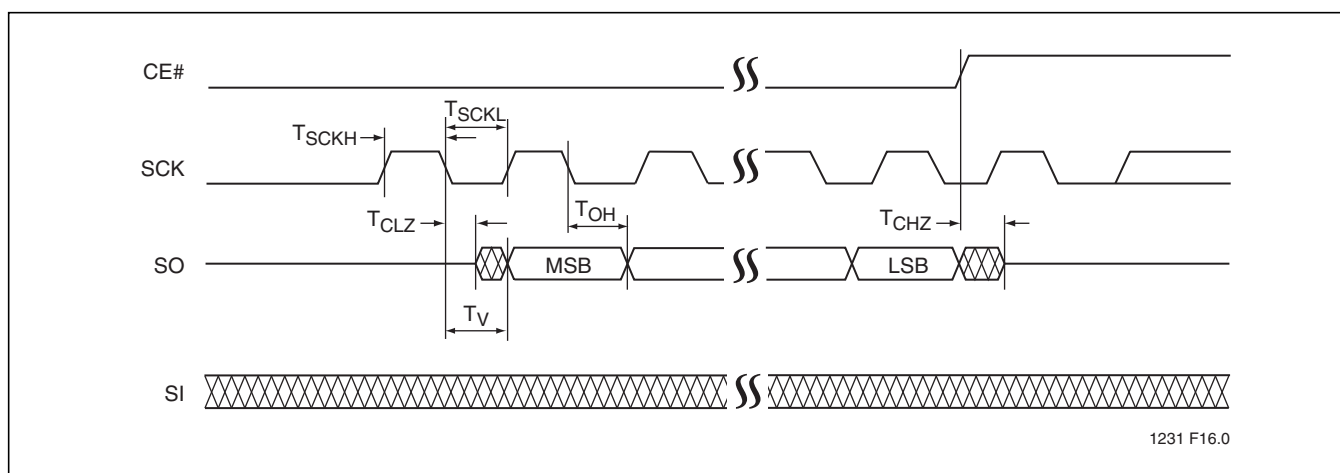 CE#
TSCKH
TSCKL
SCK
TCLZ
TOH
TCHZ
SO
MSB
LSB
TV
SI
1231 F16.0